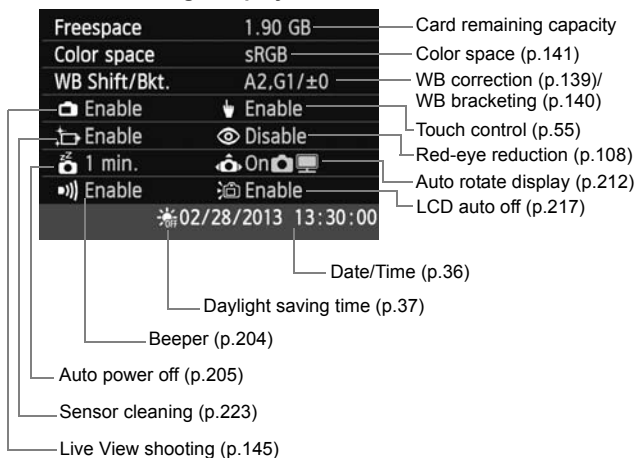 Freespace 1.90 GB Card remaining capacity
Color space sRGB Color space (p.141)
WB Shift/Bkt. A2,G1/±0 WB correction (p.139)/
WB bracketing (p.140)
Enable Enable Touch control (p.55)
Enable Disable Red-eye reduction (p.108)
1 min. On Auto rotate display (p.212)
Enable Enable LCD auto off (p.217)
OFF 02/28/2013 13:30:00
Date/Time (p.36)
Daylight saving time (p.37)
Beeper (p.204)
Auto power off (p.205)
Sensor cleaning (p.223)
Live View shooting (p.145)